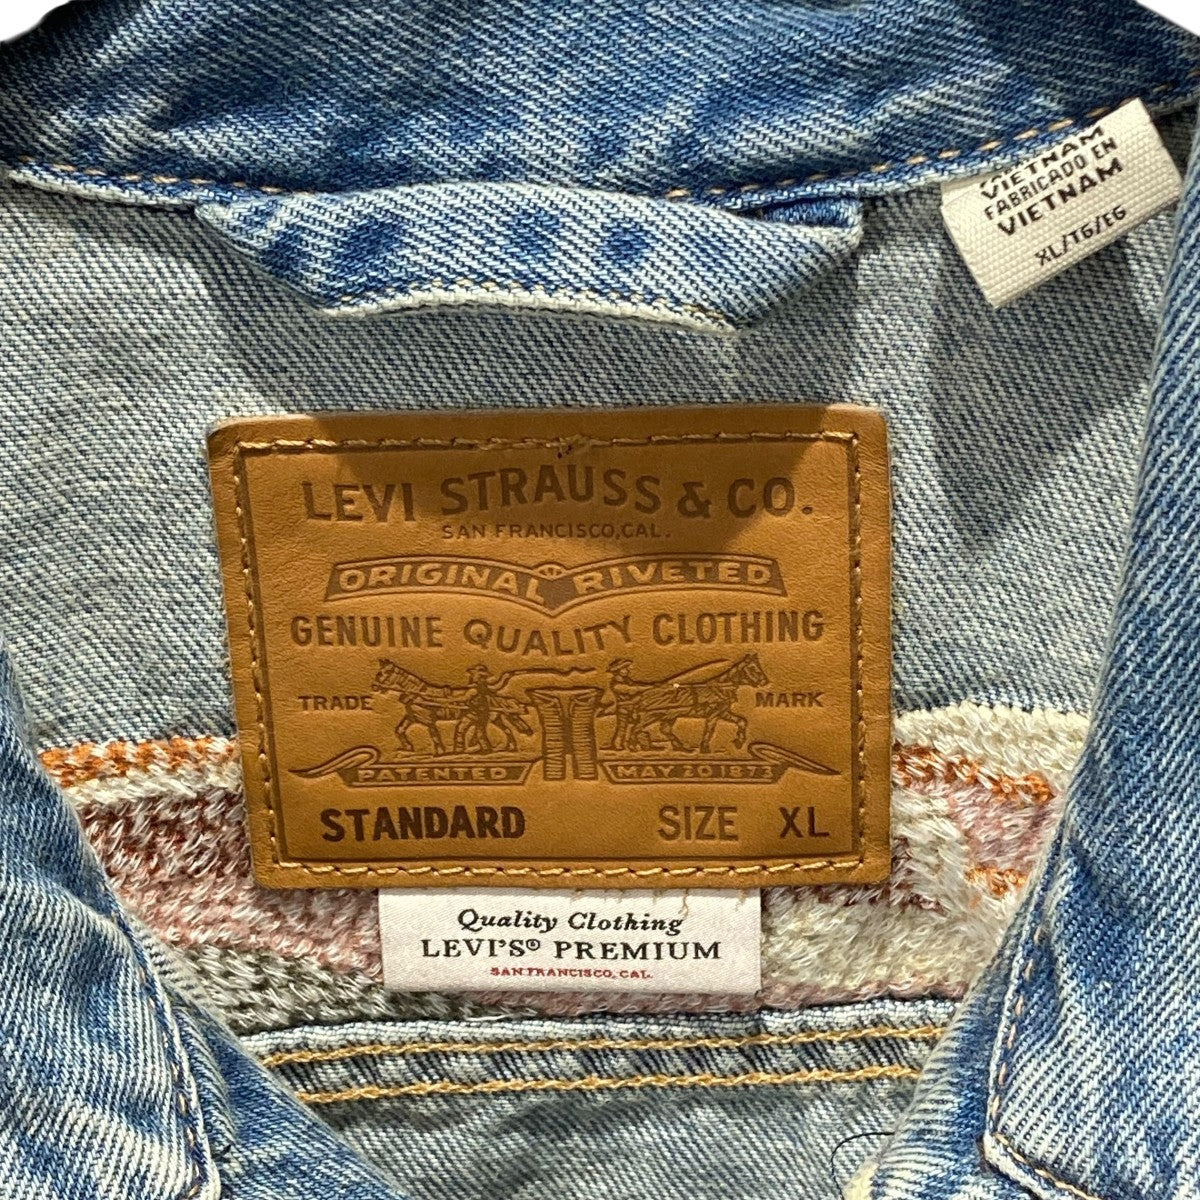 VIETNAM
FABRICADO EN
VIETNAM
XL/TG/EG
LEVI STRAUSS & CO.
SAN FRANCISCO, CAL.
ORIGINAL RIVETED
GENUINE QUALITY CLOTHING
TRADE MARK
PATENTED MAY 20 1873
STANDARD SIZE XL
Quality Clothing
LEVI'S® PREMIUM
SAN FRANCISCO, CAL.